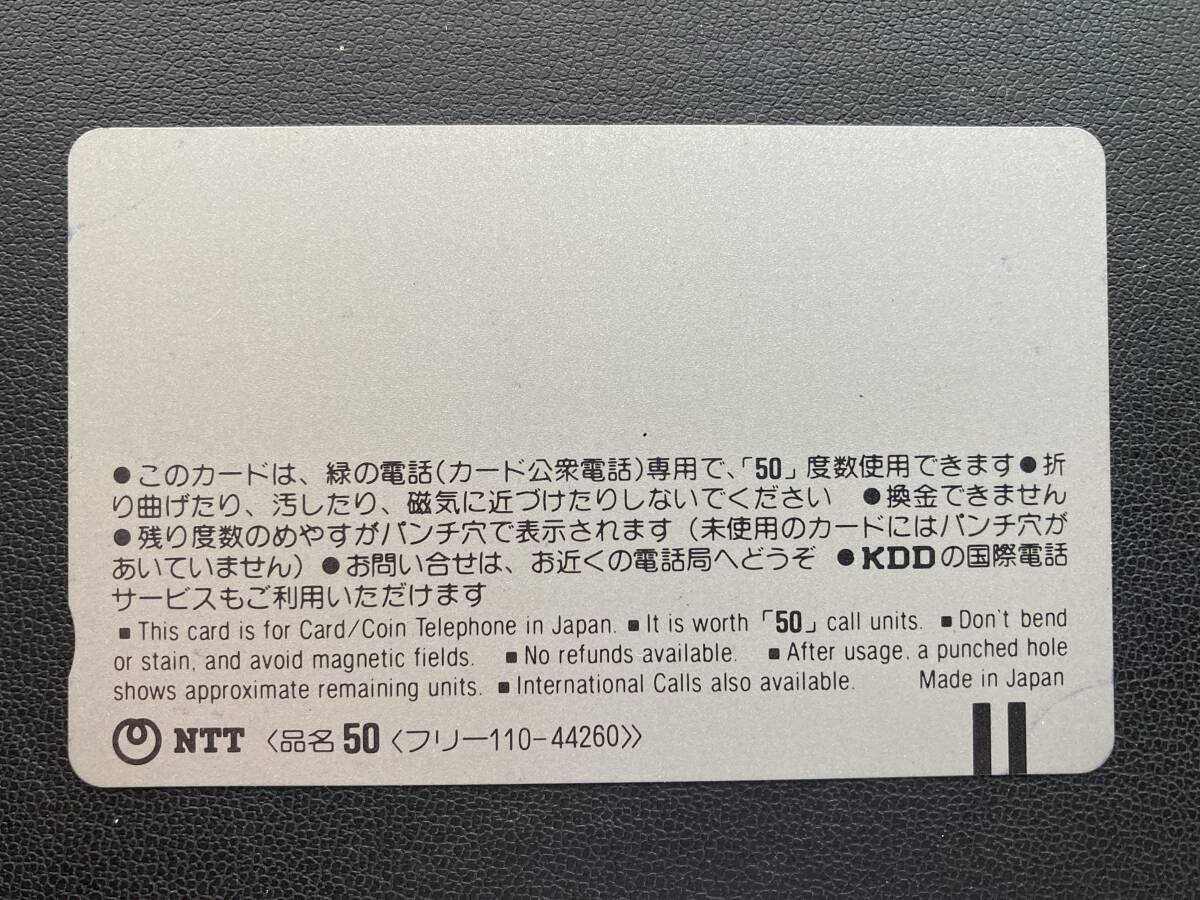 ●このカードは、緑の電話(カード公衆電話)専用で、「50」度数使用できます●折
り曲げたり、汚したり、磁気に近づけたりしないでください ●換金できません
●残り度数のめやすがパンチ穴で表示されます(未使用のカードにはパンチ穴が
あいていません)●お問い合せは、お近くの電話局へどうぞ ●KDDの国際電話
サービスもご利用いただけます
■This card is for Card/Coin Telephone in Japan. ■It is worth「50」call units. ■Don't bend
or stain, and avoid magnetic fields. ■No refunds available. ■After usage, a punched hole
shows approximate remaining units. ■International Calls also available. Made in Japan
NTT 〈品名50〈フリー110-44260〉〉